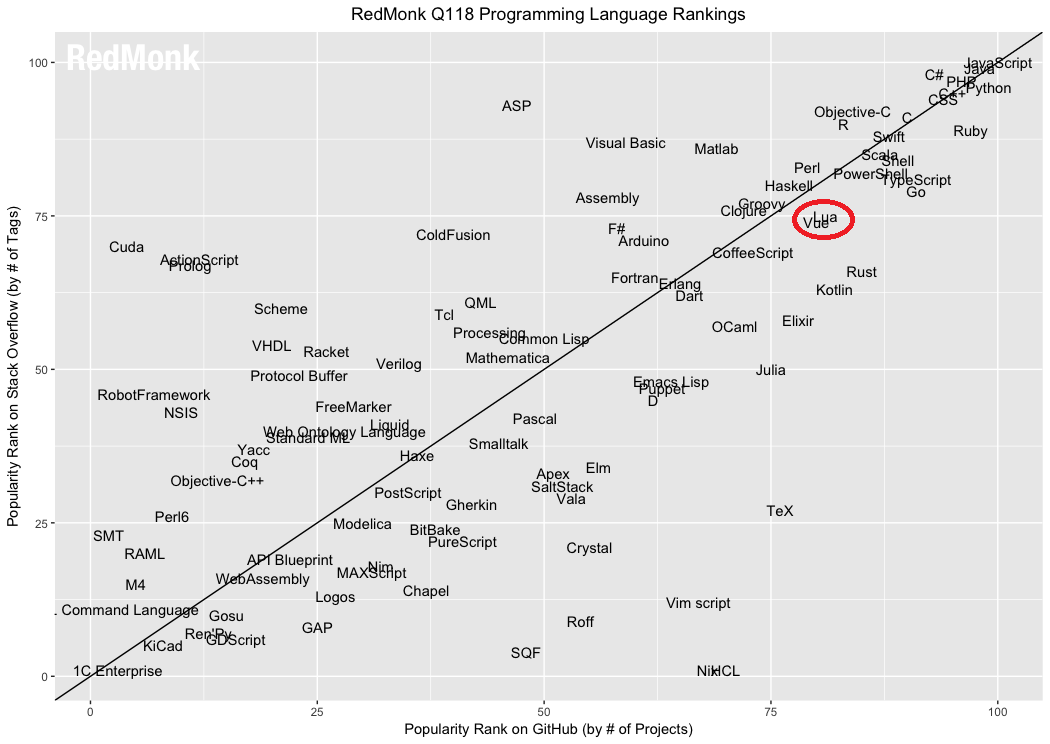 RedMonk Q118 Programming Language Rankings
RedMonk
100
75
50
25
0
Popularity Rank on Stack Overflow (by # of Tags)
JavaScript
Java
C#
PHP
Python
C++
CSS
ASP
Objective-C
C
R
Ruby
Swift
Visual Basic
Matlab
Scala
Shell
Perl
PowerShell
TypeScript
Haskell
Go
Assembly
Groovy
Clojure
Lua
Vue
F#
ColdFusion
Arduino
Cuda
CoffeeScript
ActionScript
Prolog
Rust
Fortran
Erlang
Kotlin
Dart
QML
Scheme
Tcl
Elixir
OCaml
Processing
Common Lisp
VHDL
Racket
Mathematica
Verilog
Julia
Protocol Buffer
Emacs Lisp
Puppet
RobotFramework
D
FreeMarker
NSIS
Pascal
Liquid
Web Ontology Language
Standard ML
Smalltalk
Yacc
Haxe
Coq
Elm
Apex
Objective-C++
SaltStack
PostScript
Vala
Gherkin
TeX
Perl6
Modelica
BitBake
SMT
PureScript
Crystal
RAML
API Blueprint
Nim
MAXScript
WebAssembly
M4
Chapel
Logos
Vim script
Command Language
Gosu
Roff
GAP
Ren'Py
GDScript
KiCad
SQF
1C Enterprise
Nix
HCL
0
25
50
75
100
Popularity Rank on GitHub (by # of Projects)